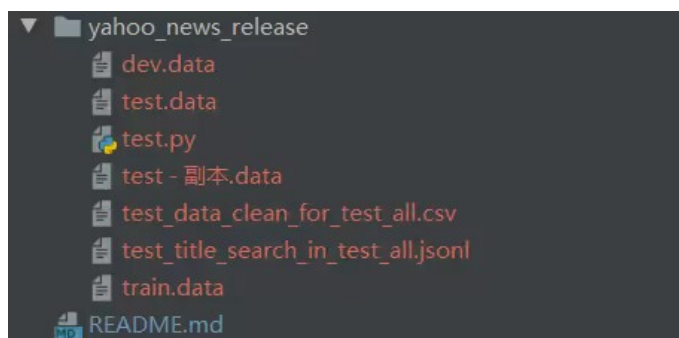 yahoo_news_release
dev.data
test.data
test.py
test - 副本.data
test_data_clean_for_test_all.csv
test_title_search_in_test_all.jsonl
train.data
MD README.md